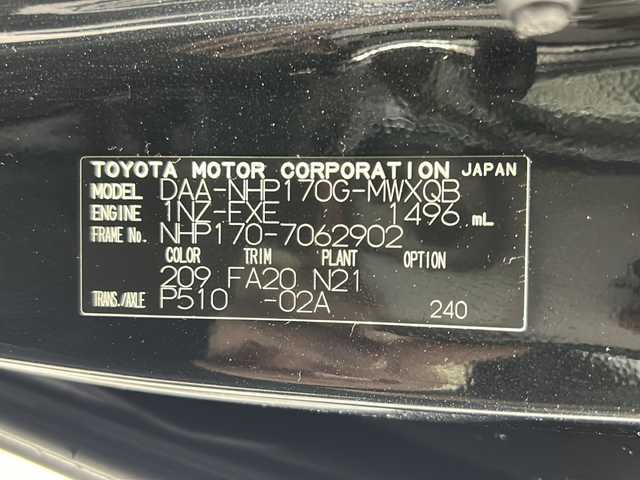 TOYOTA MOTOR CORPORATION JAPAN
MODEL DAA-NHP170G-MWXQB
ENGINE 1NZ-EXE 1496 mL
FRAME No. NHP170-7062902
COLOR TRIM PLANT OPTION
209 FA20 N21
TRANS./AXLE P510 -02A 240